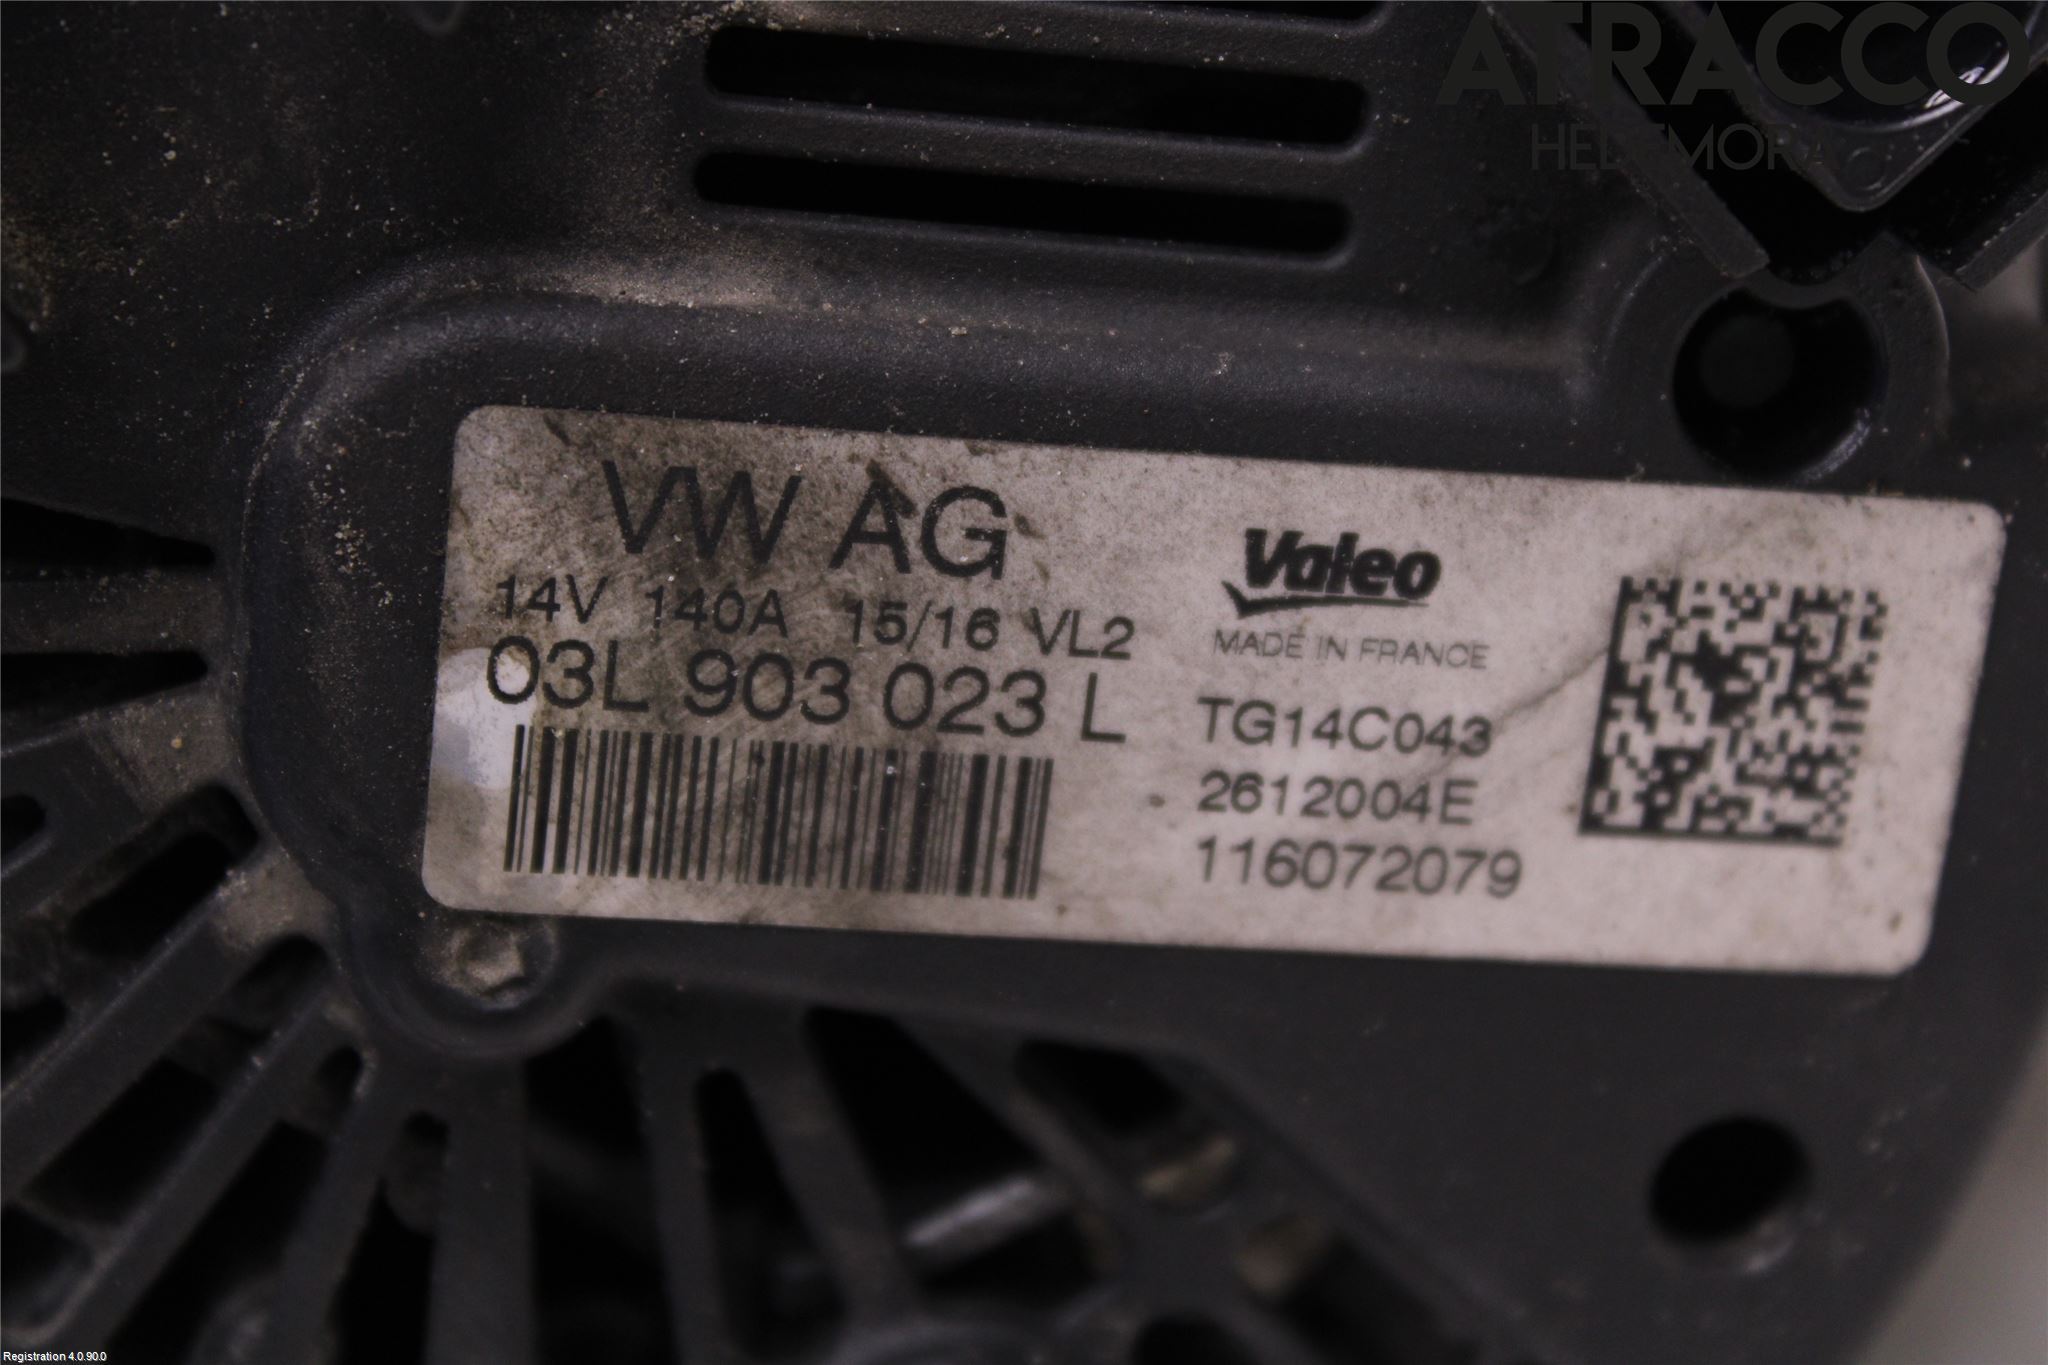 ATRACCO
HEDEMORA
VW AG
14V 140A 15/16 VL2
03L 903 023 L
Valeo
MADE IN FRANCE
TG14C043
2612004E
116072079
Registration 4.0.90.0